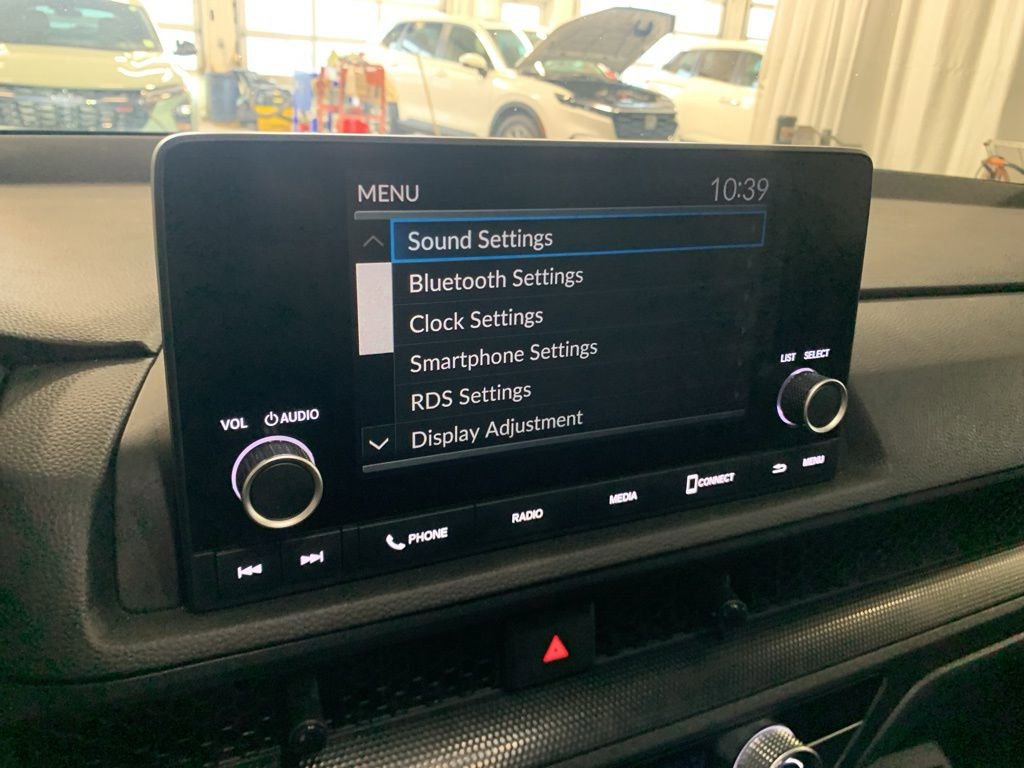 MENU 10:39
Sound Settings
Bluetooth Settings
Clock Settings
Smartphone Settings
RDS Settings
Display Adjustment
LIST SELECT
VOL AUDIO
PHONE RADIO MEDIA CONNECT MENU